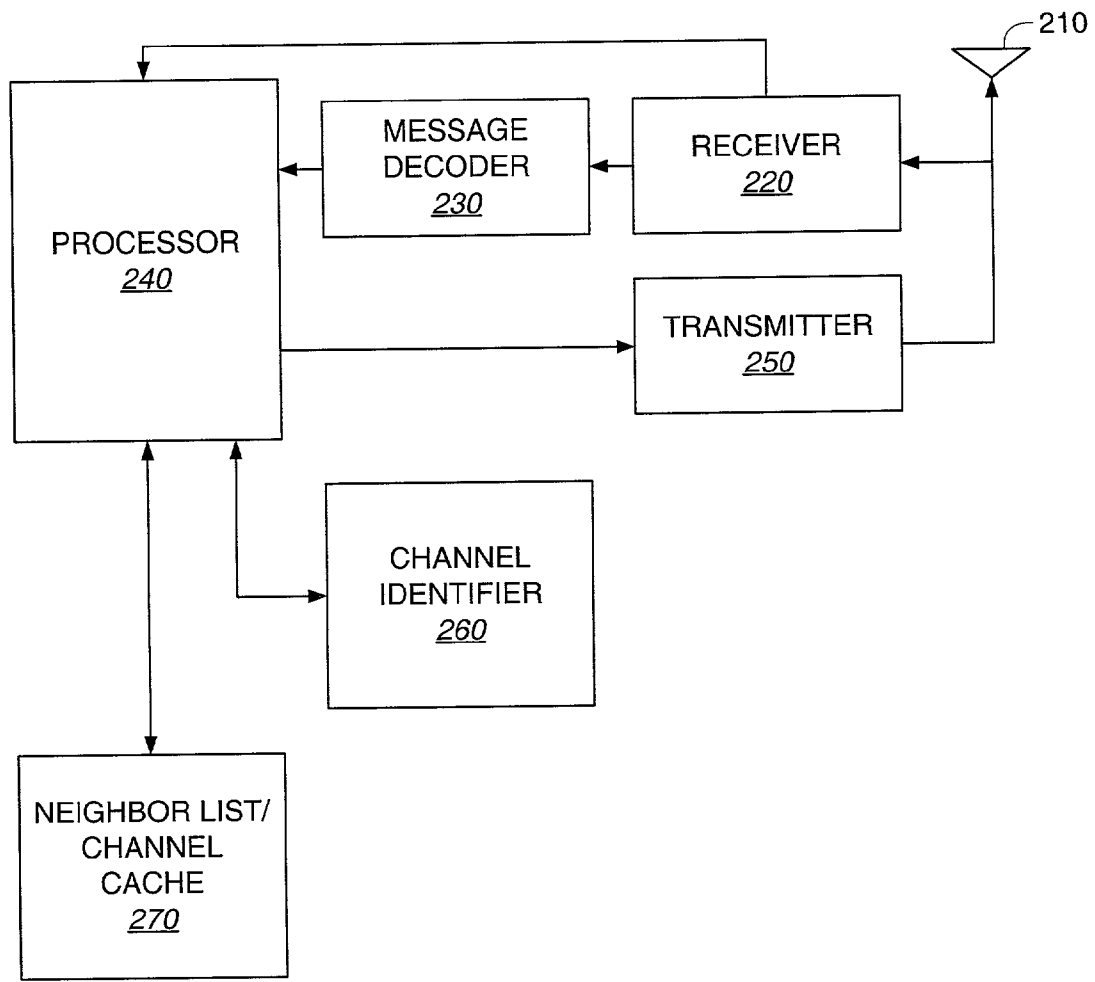 210
MESSAGE
DECODER
230
RECEIVER
220
PROCESSOR
240
TRANSMITTER
250
CHANNEL
IDENTIFIER
260
NEIGHBOR LIST/
CHANNEL
CACHE
270